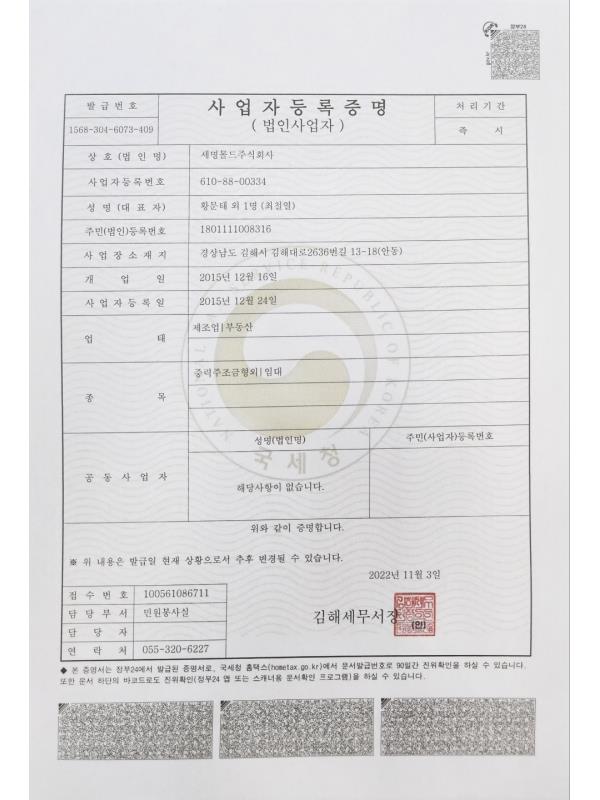 정부24
gov.kr
발급번호
사업자등록증명
처리기간
1568-304-6073-409
( 법인사업자 )
즉 시
상호(법인명)
세명몰드주식회사
사업자등록번호
610-88-00334
성명(대표자)
황문태 외 1명 (최철열)
주민(법인)등록번호
1801111008316
사업장소재지
경상남도 김해시 김해대로2636번길 13-18(안동)
개업일
2015년 12월 16일
사업자등록일
2015년 12월 24일
업태
제조업|부동산
종목
중력주조금형외|임대
NATIONAL TAX SERVICE REPUBLIC OF KOREA
국세청
공동사업자
성명(법인명)
주민(사업자)등록번호
해당사항이 없습니다.
위와 같이 증명합니다.
※ 위 내용은 발급일 현재 상황으로서 추후 변경될 수 있습니다.
2022년 11월 3일
접수번호
100561086711
담당부서
민원봉사실
담당자
연락처
055-320-6227
김해세무서장
(인)
◆ 본 증명서는 정부24에서 발급된 증명서로, 국세청 홈택스(hometax.go.kr)에서 문서발급번호로 90일간 진위확인을 하실 수 있습니다.
또한 문서 하단의 바코드로도 진위확인(정부24 앱 또는 스캐너용 문서확인 프로그램)을 하실 수 있습니다.